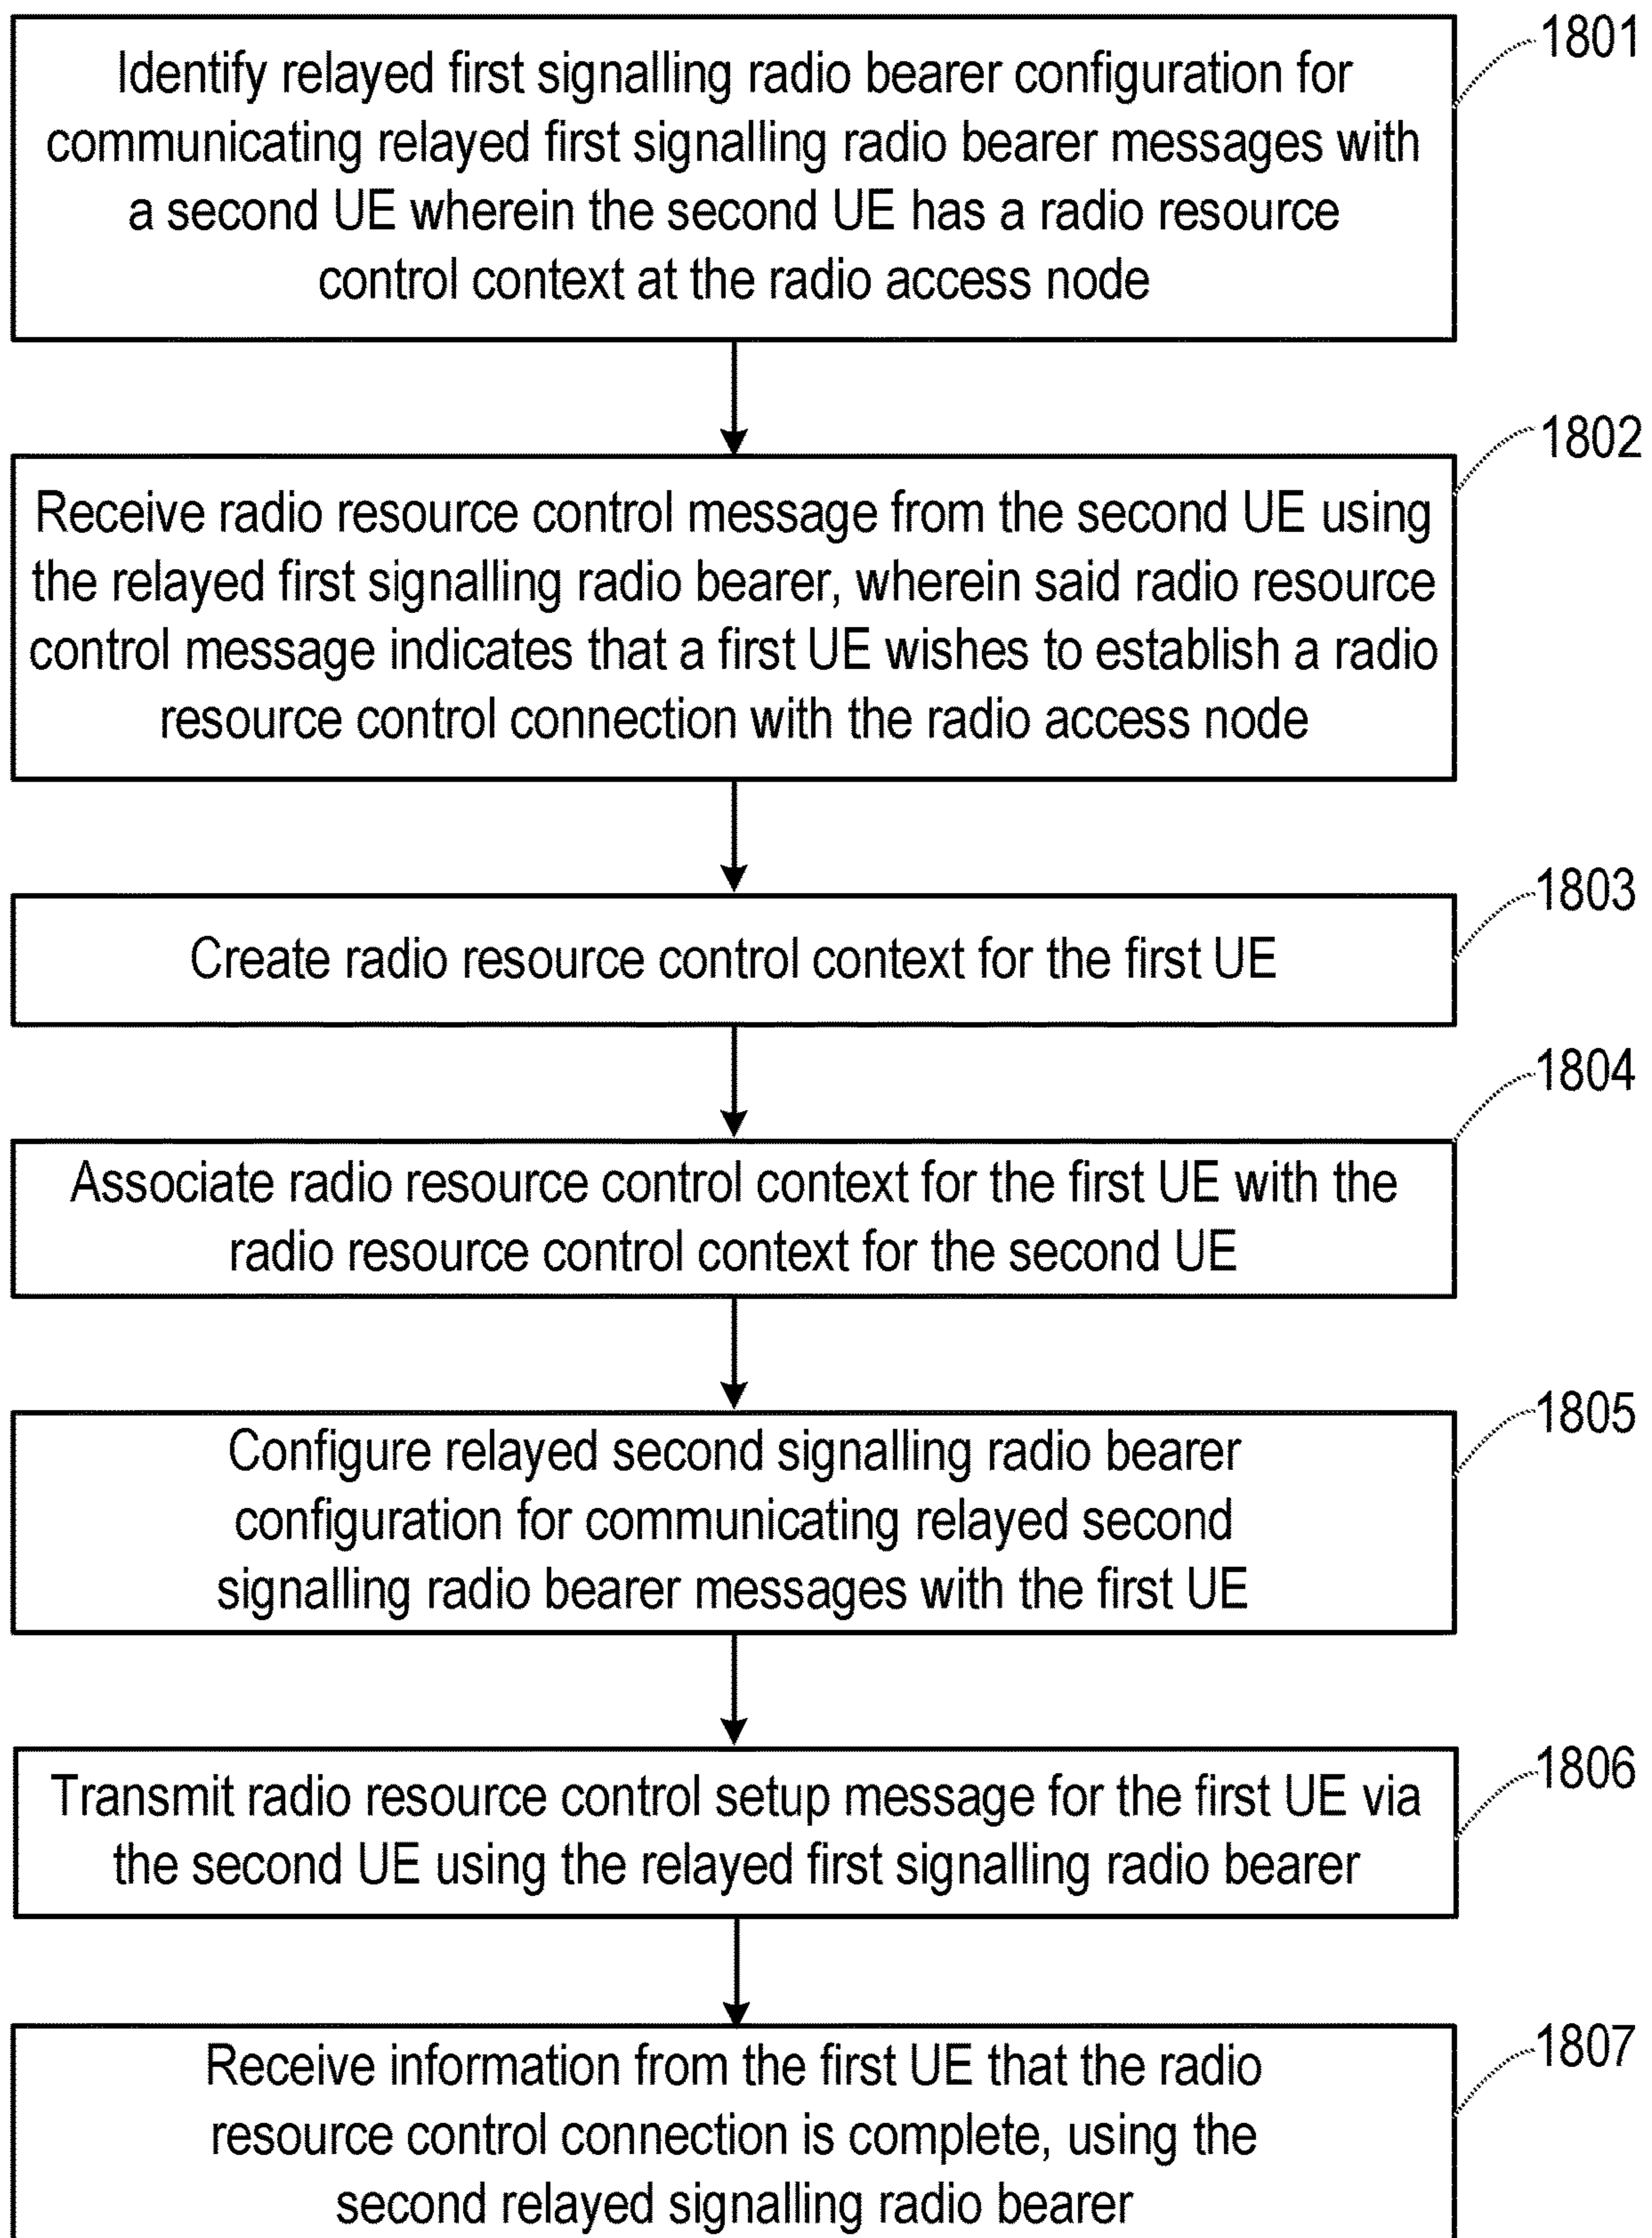 1801
Identify relayed first signalling radio bearer configuration for
communicating relayed first signalling radio bearer messages with
a second UE wherein the second UE has a radio resource
control context at the radio access node
1802
Receive radio resource control message from the second UE using
the relayed first signalling radio bearer, wherein said radio resource
control message indicates that a first UE wishes to establish a radio
resource control connection with the radio access node
1803
Create radio resource control context for the first UE
1804
Associate radio resource control context for the first UE with the
radio resource control context for the second UE
1805
Configure relayed second signalling radio bearer
configuration for communicating relayed second
signalling radio bearer messages with the first UE
1806
Transmit radio resource control setup message for the first UE via
the second UE using the relayed first signalling radio bearer
1807
Receive information from the first UE that the radio
resource control connection is complete, using the
second relayed signalling radio bearer